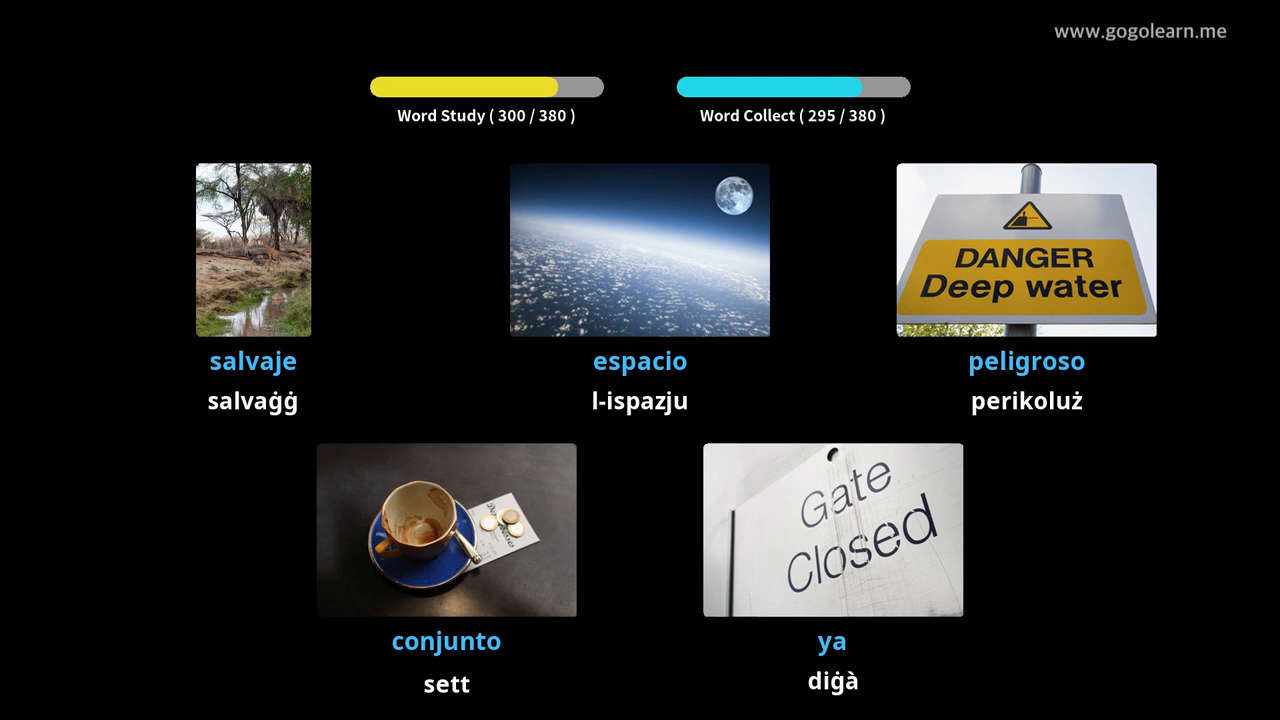 www.gogolearn.me
Word Study ( 300 / 380 )
Word Collect ( 295 / 380 )
DANGER
Deep water
salvaje
espacio
peligroso
salvaġġ
l-ispazju
perikoluż
Gate
Closed
conjunto
ya
sett
diġà